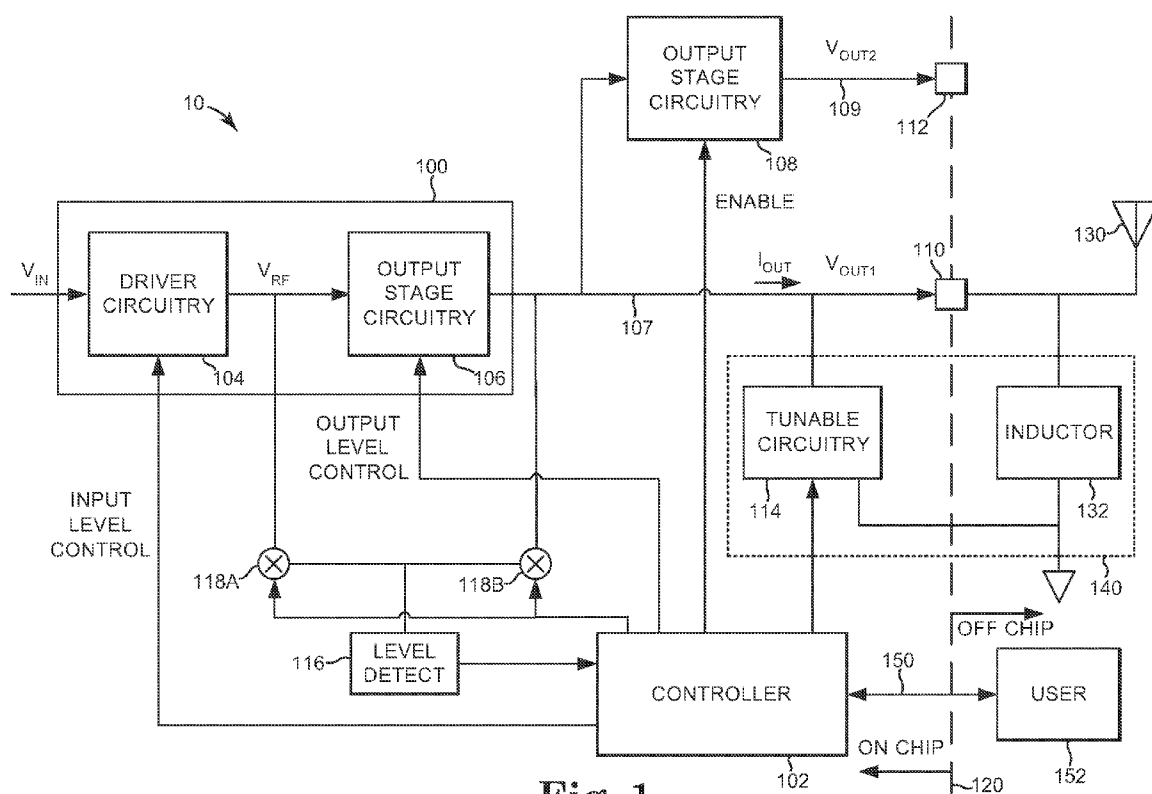 OUTPUT
STAGE
CIRCUITRY
V_OUT2
109
112
108
10
100
ENABLE
130
V_IN
DRIVER
CIRCUITRY
V_RF
OUTPUT
STAGE
CIRCUITRY
I_OUT
V_OUT1
110
107
104
106
OUTPUT
LEVEL
CONTROL
TUNABLE
CIRCUITRY
INDUCTOR
114
132
INPUT
LEVEL
CONTROL
118A
118B
140
OFF CHIP
116
LEVEL
DETECT
CONTROLLER
150
USER
ON CHIP
102
120
152
Fig. 1